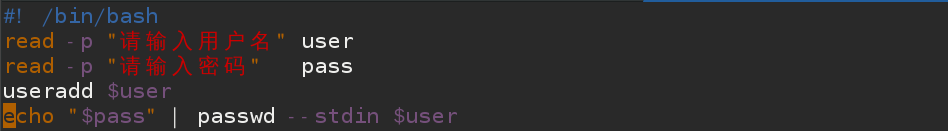 #! /bin/bash
read -p "请输入用户名" user
read -p "请输入密码"   pass
useradd $user
echo "$pass" | passwd --stdin $user